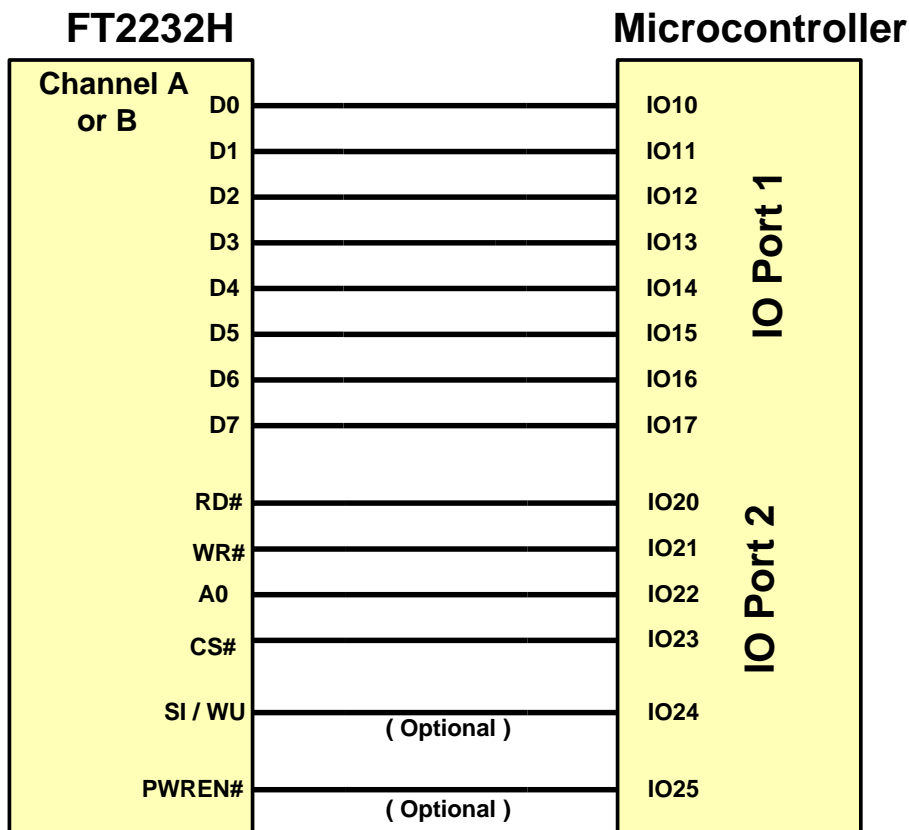 FT2232H
Microcontroller
Channel A
or B
D0
IO10
D1
IO11
D2
IO12
D3
IO13
D4
IO14
D5
IO15
D6
IO16
D7
IO17
IO Port 1
RD#
IO20
WR#
IO21
A0
IO22
CS#
IO23
IO Port 2
SI / WU
IO24
( Optional )
PWREN#
IO25
( Optional )